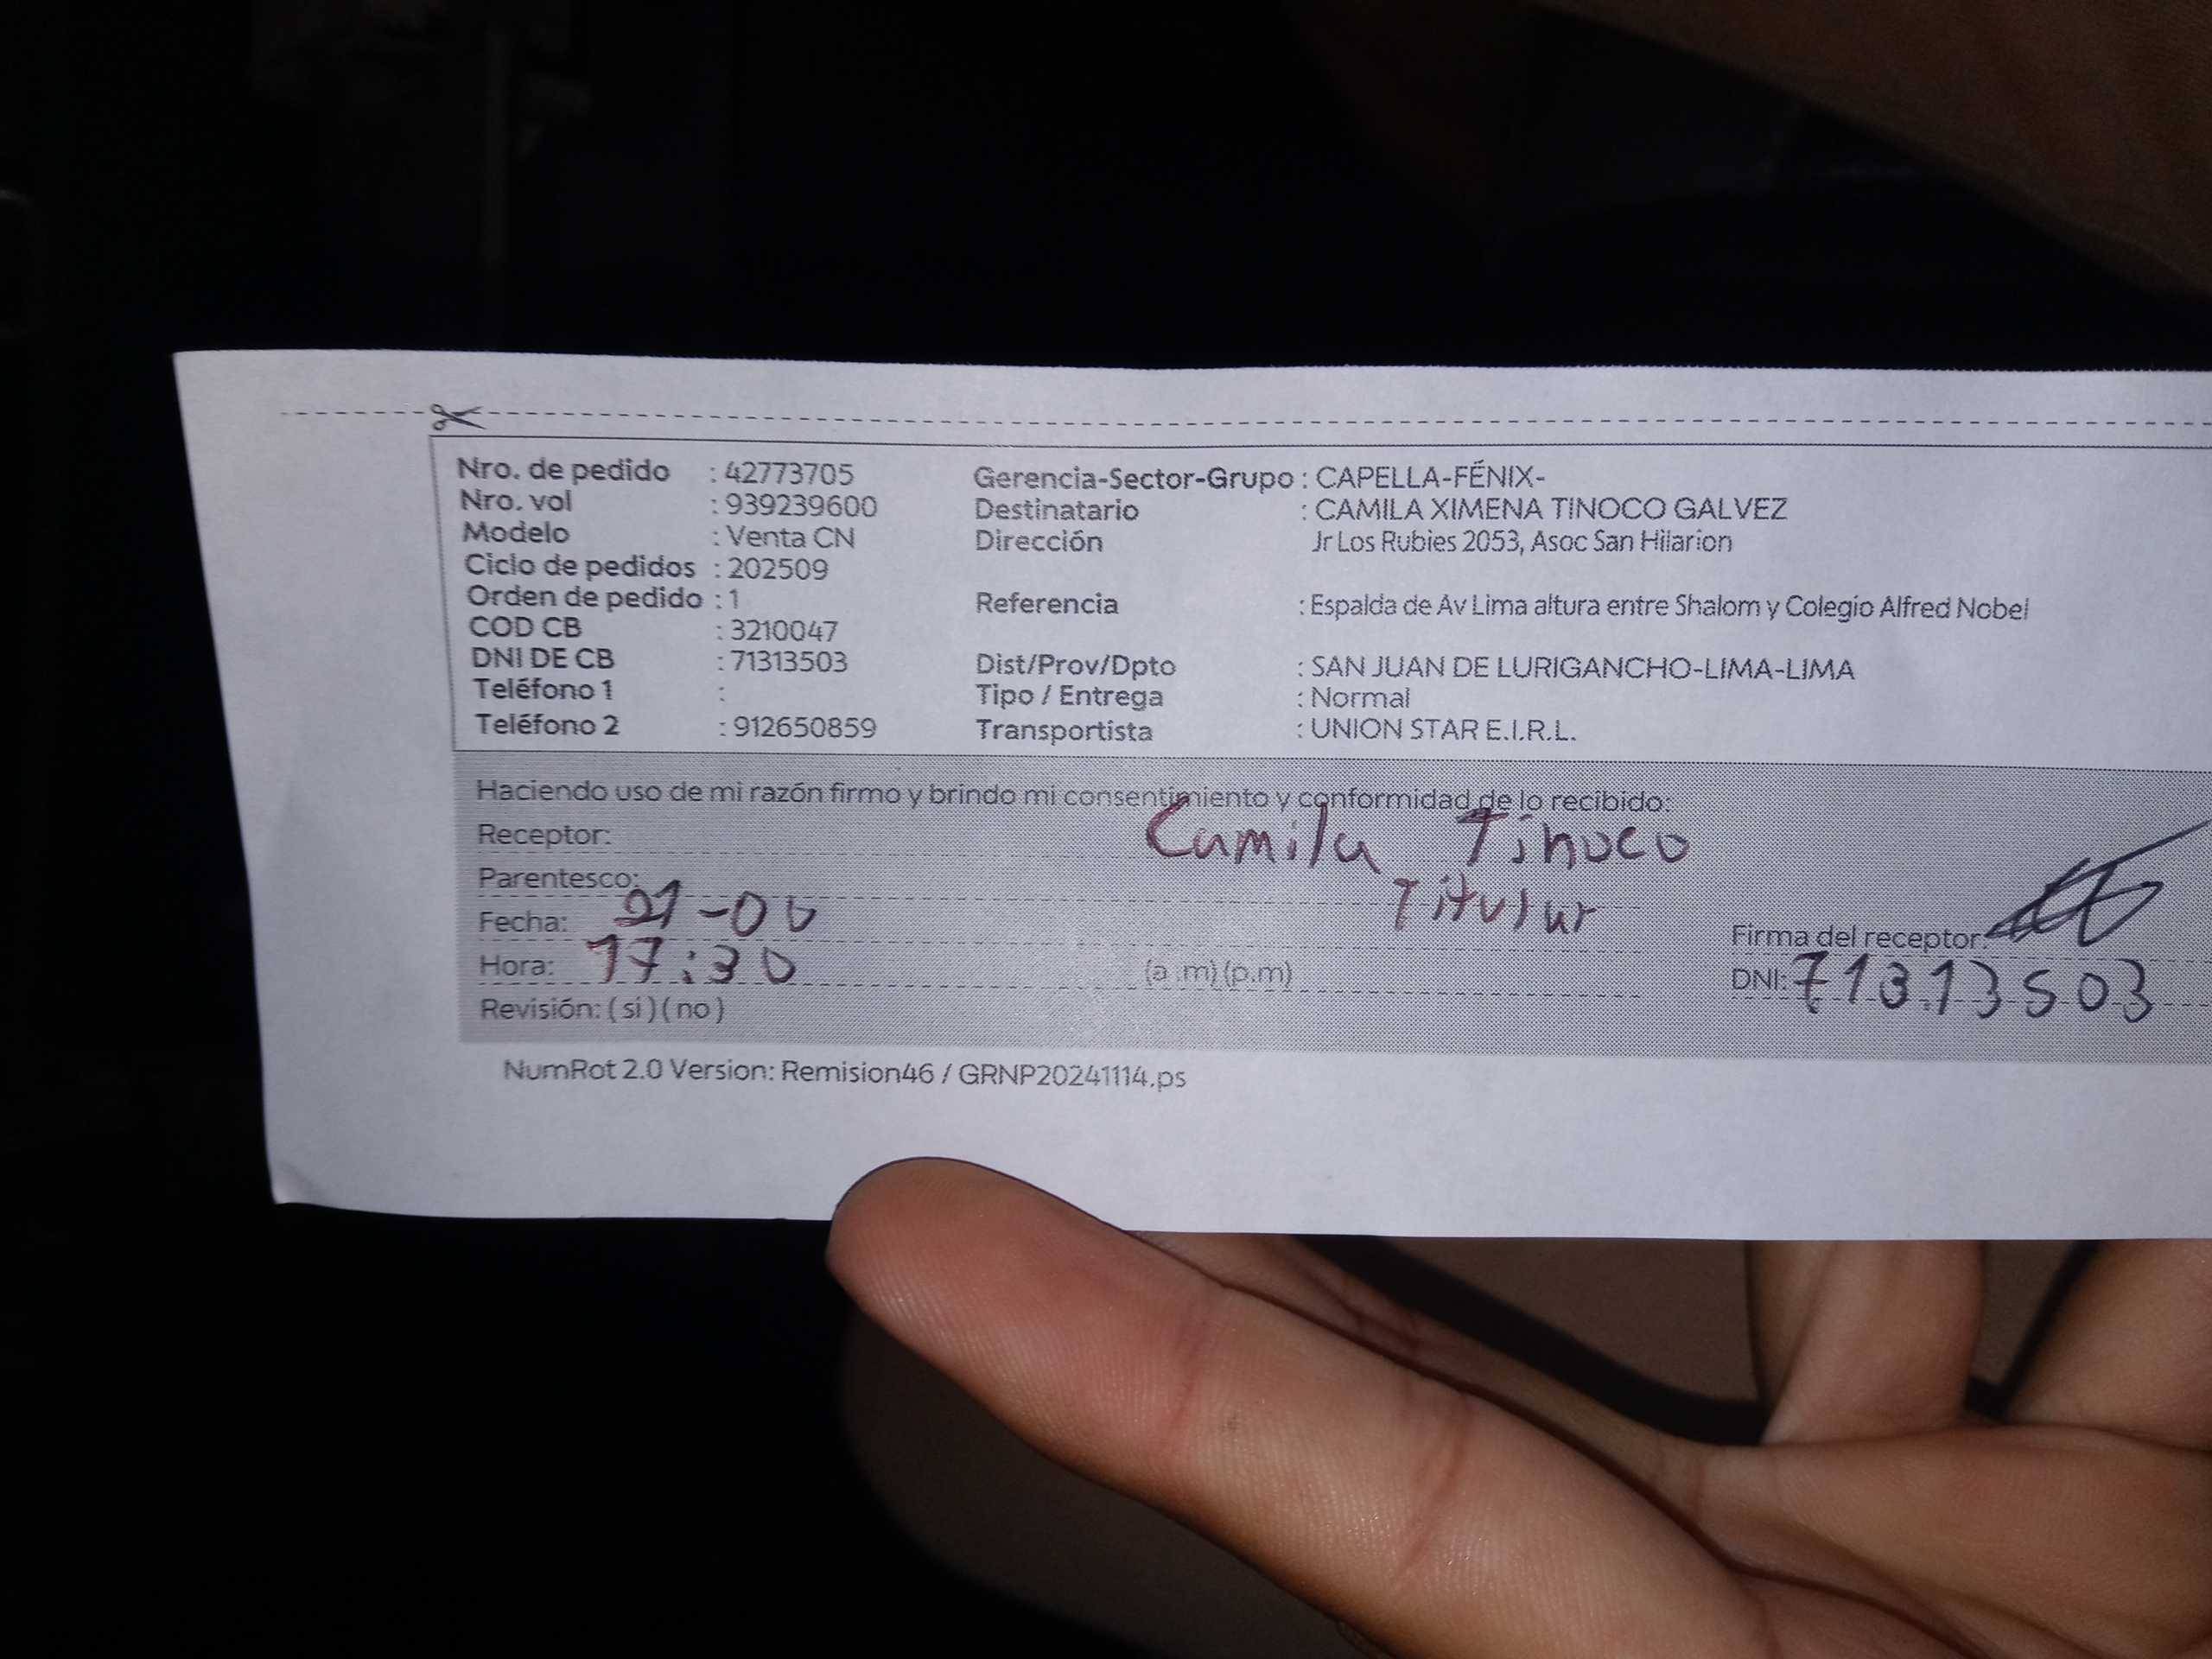 Nro. de pedido : 42773705
Nro. vol : 939239600
Modelo : Venta CN
Ciclo de pedidos : 202509
Orden de pedido : 1
COD CB : 3210047
DNI DE CB : 71313503
Teléfono 1 :
Teléfono 2 : 912650859
Gerencia-Sector-Grupo : CAPELLA-FÉNIX-
Destinatario : CAMILA XIMENA TINOCO GALVEZ
Dirección Jr Los Rubies 2053, Asoc San Hilarion
Referencia : Espalda de Av Lima altura entre Shalom y Colegio Alfred Nobel
Dist/Prov/Dpto : SAN JUAN DE LURIGANCHO-LIMA-LIMA
Tipo / Entrega : Normal
Transportista : UNION STAR E.I.R.L.
Haciendo uso de mi razón firmo y brindo mi consentimiento y conformidad de lo recibido:
Receptor: Camila Tinoco
Parentesco: Titular
Fecha:
Hora: 17:30 (a .m) (p.m)
Revisión: ( si ) ( no )
Firma del receptor:
DNI: 71313503
NumRot 2.0 Version: Remision46 / GRNP20241114.ps